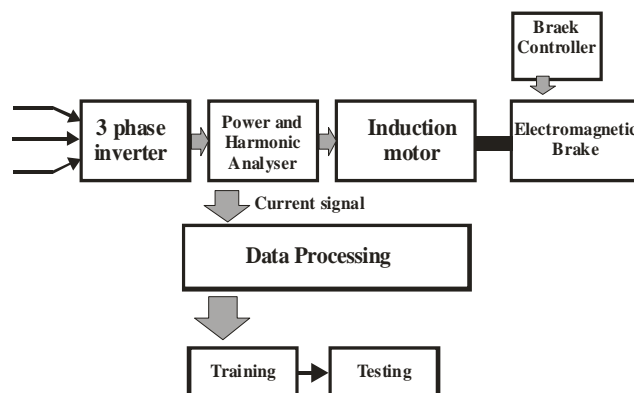 Braek
Controller
3 phase
inverter
Power and
Harmonic
Analyser
Induction
motor
Electromagnetic
Brake
Current signal
Data Processing
Training
Testing